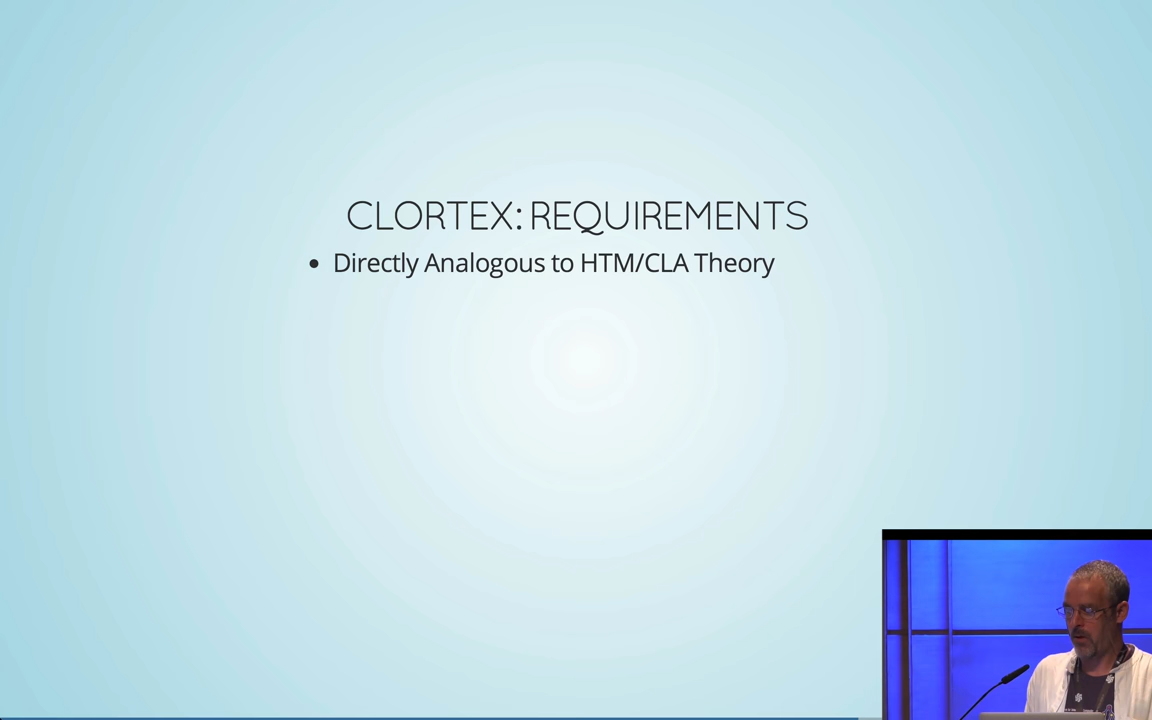 CLORTEX: REQUIREMENTS
• Directly Analogous to HTM/CLA Theory